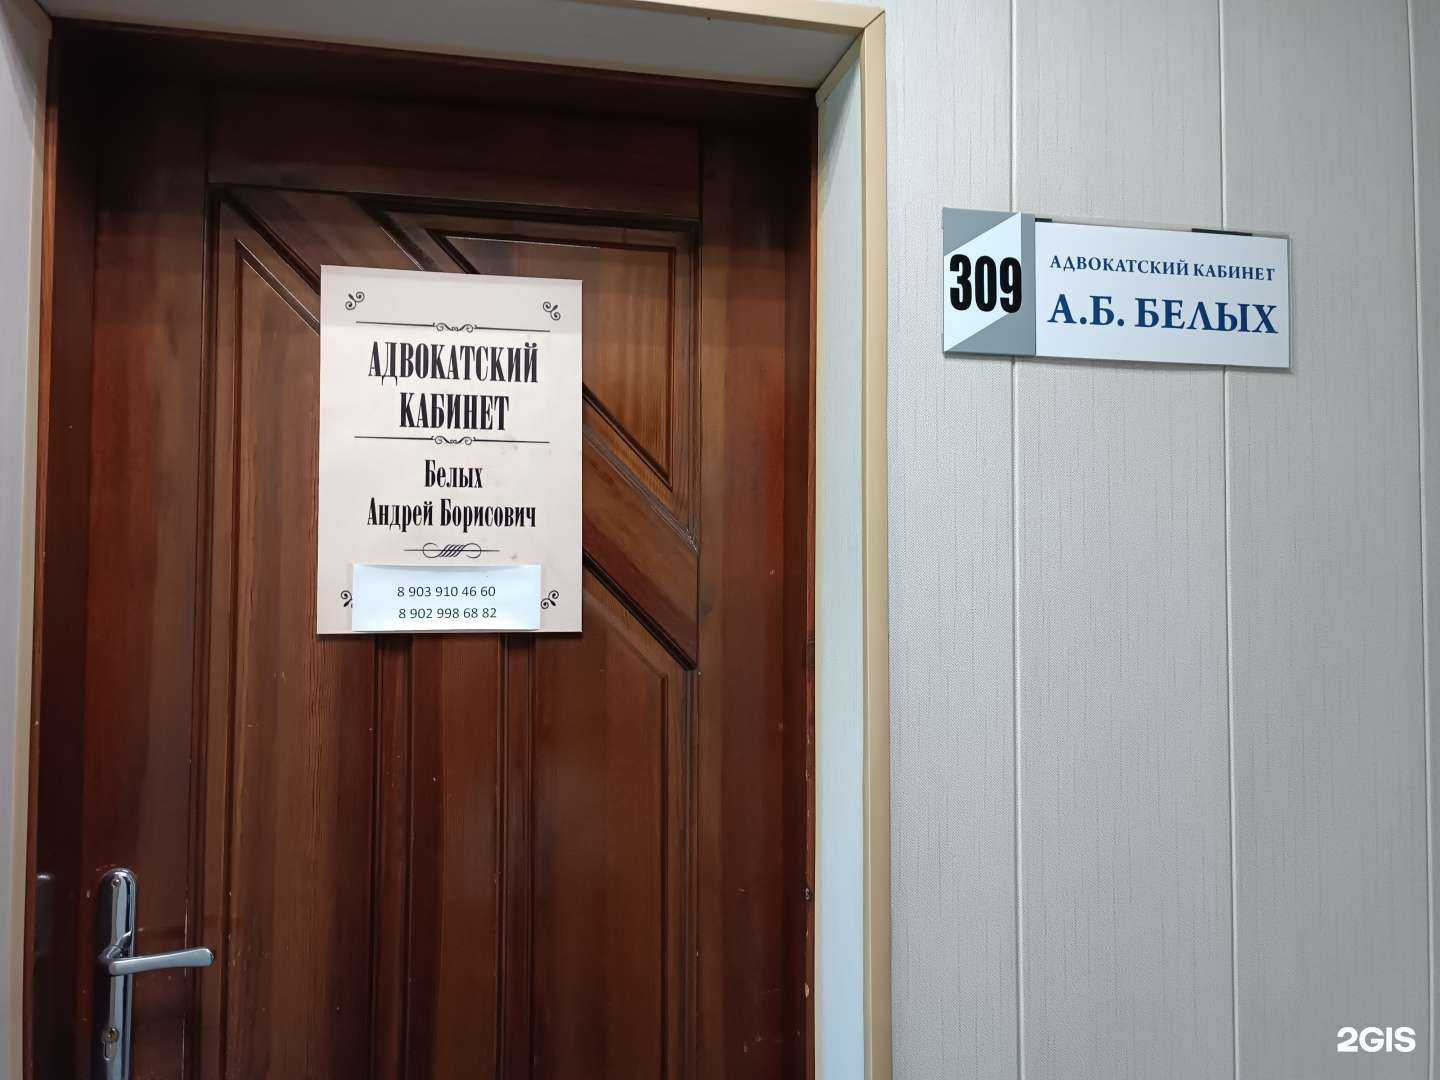 АДВОКАТСКИЙ
КАБИНЕТ
Белых
Андрей Борисович
8 903 910 46 60
8 902 998 68 82
309
АДВОКАТСКИЙ КАБИНЕТ
А.Б. БЕЛЫХ
2GIS